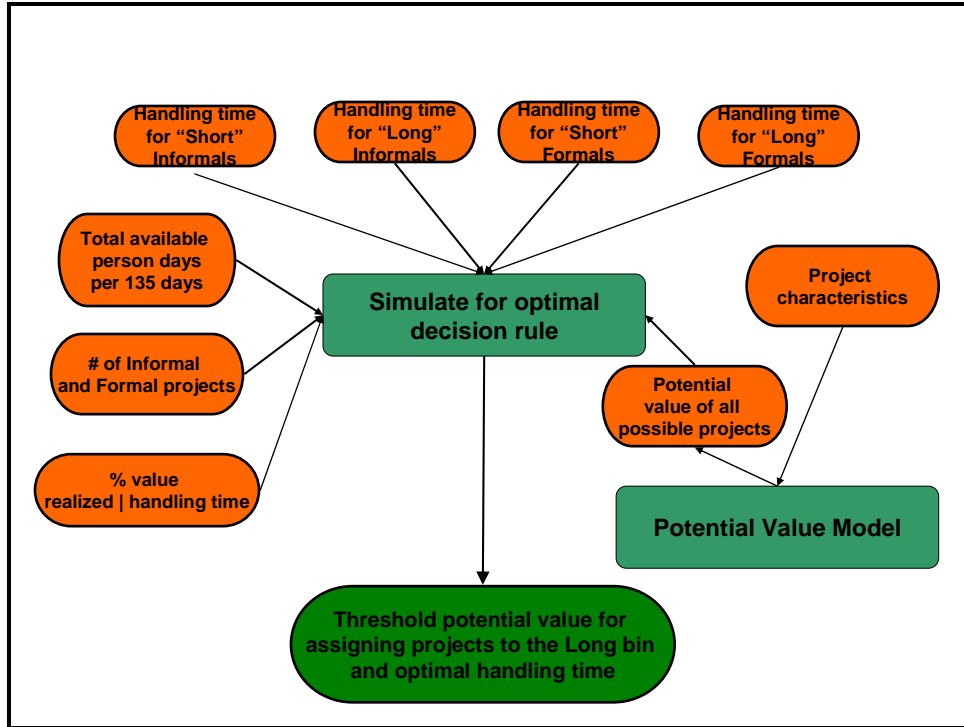 Handling time
for “Short”
Informals
Handling time
for “Long”
Informals
Handling time
for “Short”
Formals
Handling time
for “Long”
Formals
Total available
person days
per 135 days
Simulate for optimal
decision rule
Project
characteristics
# of Informal
and Formal projects
Potential
value of all
possible projects
% value
realized | handling time
Potential Value Model
Threshold potential value for
assigning projects to the Long bin
and optimal handling time